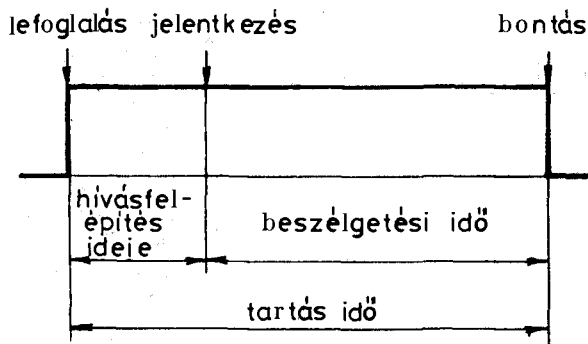 lefoglalás jelentkezés bontás
hívásfel-
építés
ideje
beszélgetési idő
tartás idő